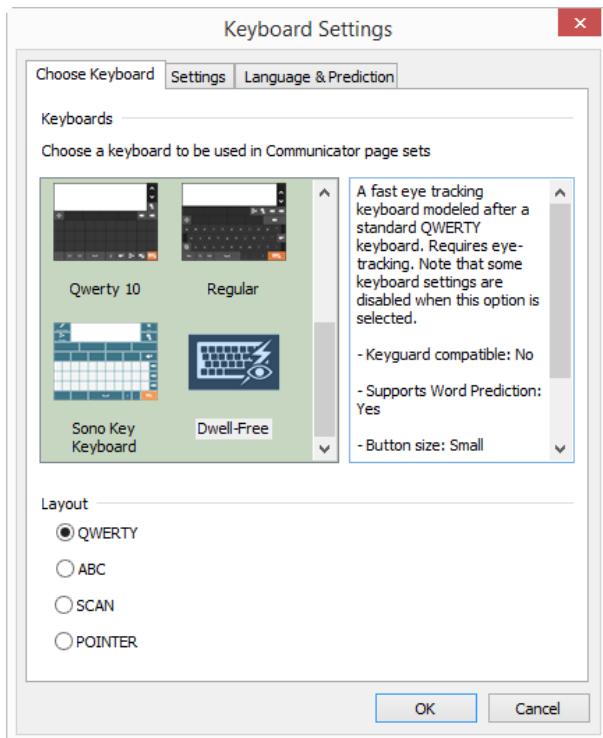 Keyboard Settings
Choose Keyboard
Settings
Language & Prediction
Keyboards
Choose a keyboard to be used in Communicator page sets
Qwerty 10
Regular
Sono Key
Keyboard
Dwell-Free
A fast eye tracking
keyboard modeled after a
standard QWERTY
keyboard. Requires eye-
tracking. Note that some
keyboard settings are
disabled when this option is
selected.
- Keyguard compatible: No
- Supports Word Prediction:
Yes
- Button size: Small
Layout
QWERTY
ABC
SCAN
POINTER
OK
Cancel